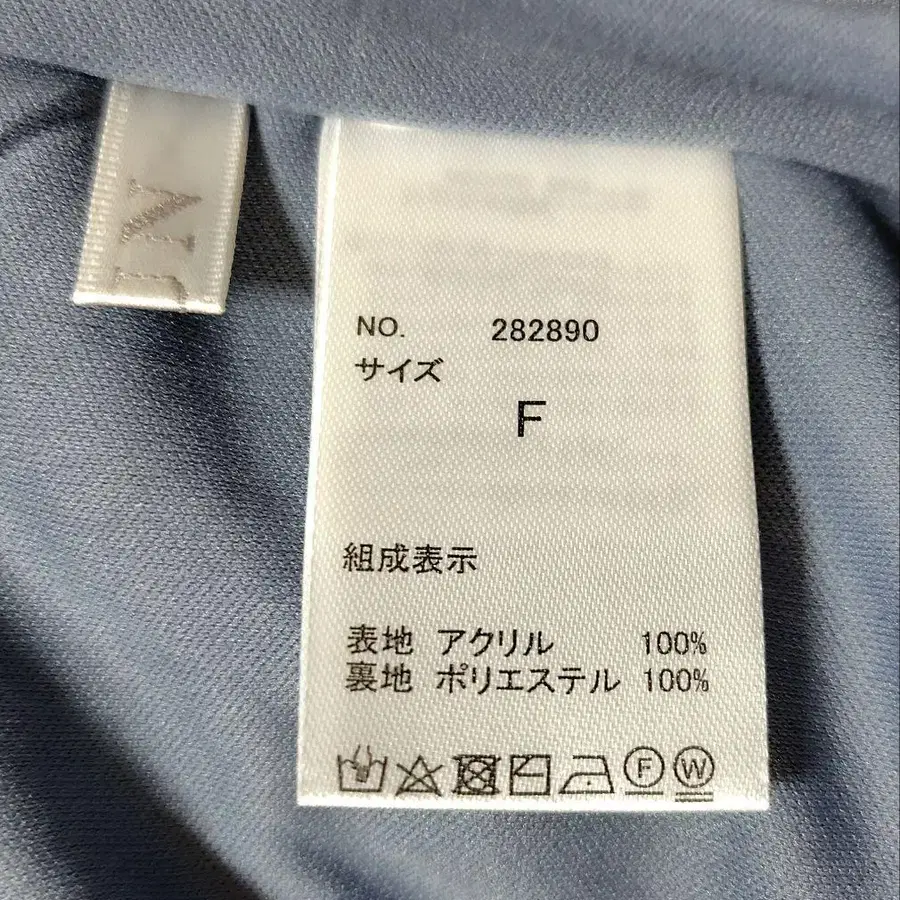 IN
NO. 282890
サイズ
F
組成表示
表地 アクリル 100%
裏地 ポリエステル 100%
F W